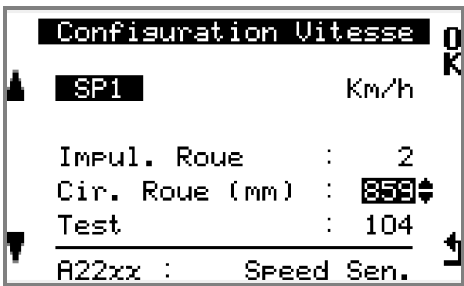 Configuration Vitesse
OK
SP1 Km/h
Impul. Roue : 2
Cir. Roue (mm) : 859
Test : 104
A22xx : Speed Sen.